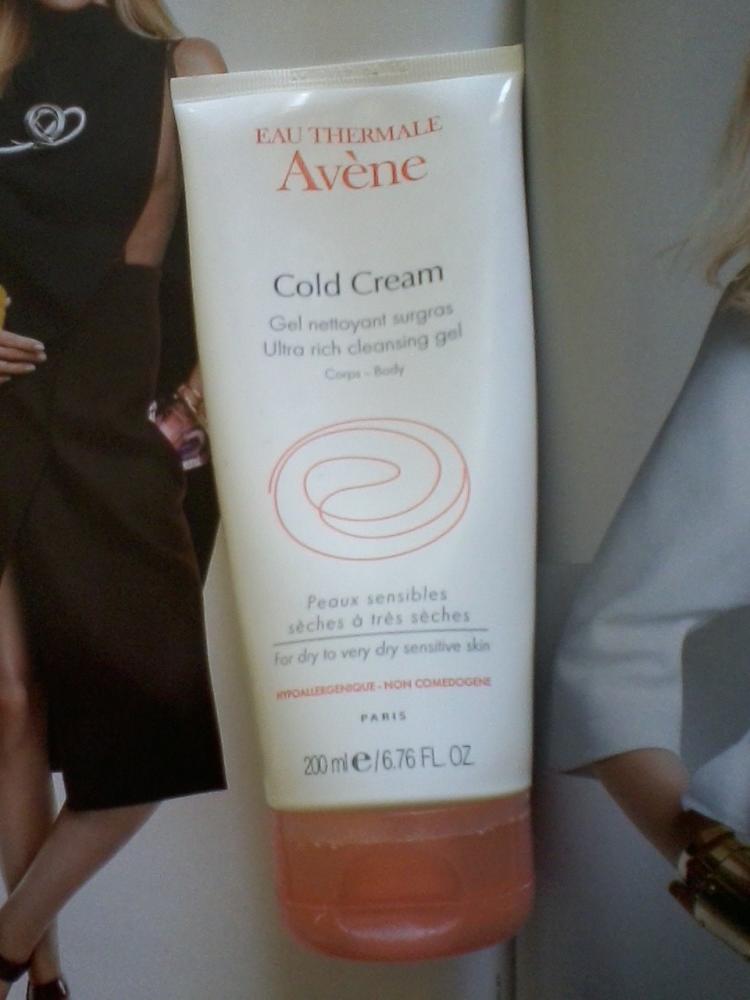 EAU THERMALE
Avène
Cold Cream
Gel nettoyant surgras
Ultra rich cleansing gel
Corps - Body
Peaux sensibles
sèches à très sèches
For dry to very dry sensitive skin
HYPOALLERGENIQUE - NON COMEDOGENE
PARIS
200 ml e/6.76 FL. OZ